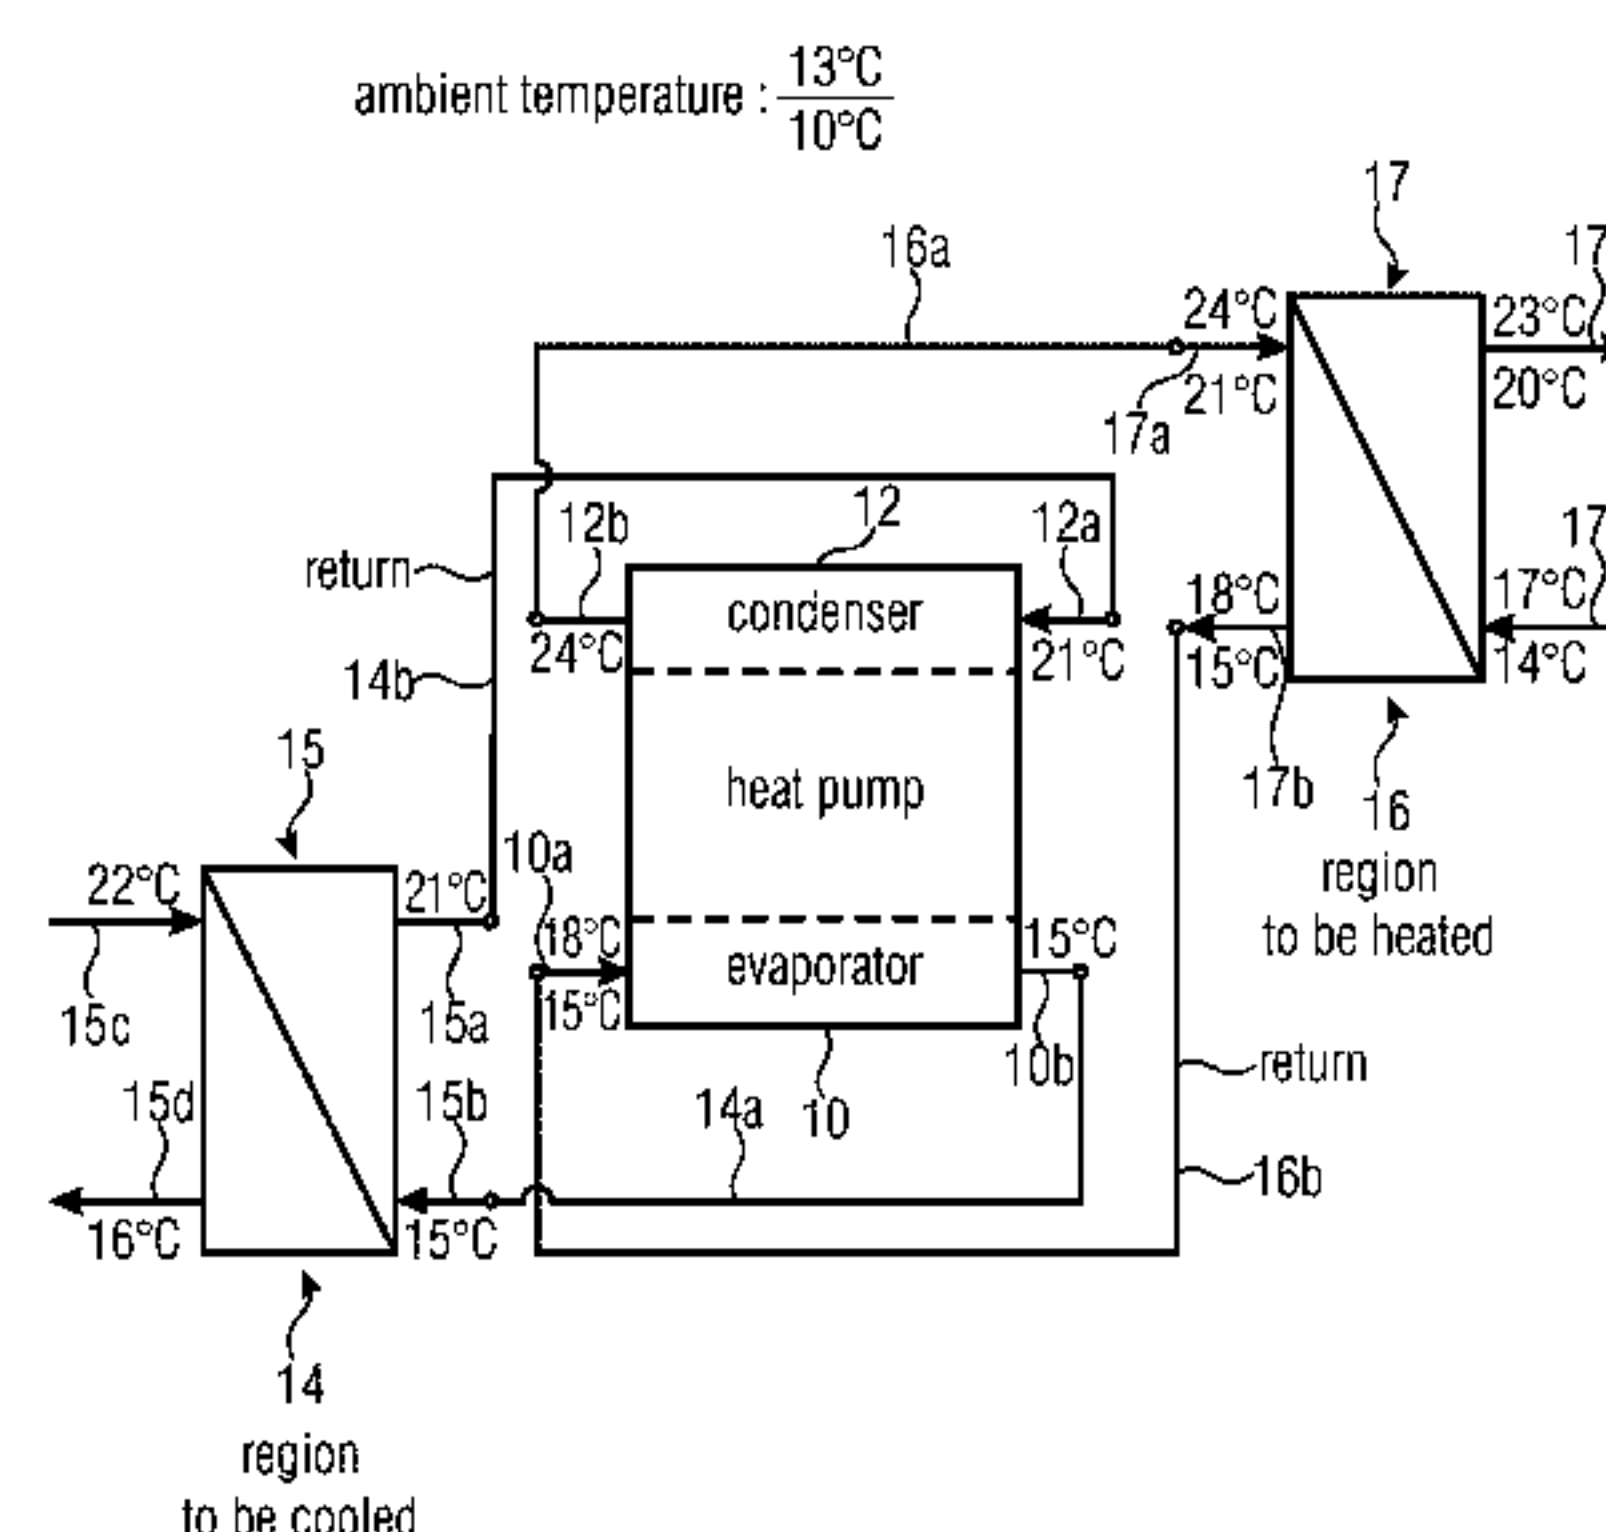 ambient temperature : 13°C
10°C
17
16a
17
24°C
23°C
21°C
20°C
17a
12b
12
12a
17
return
condenser
18°C
17°C
24°C
21°C
15°C
14°C
14b
15
heat pump
17b
16
10a
region
22°C
21°C
to be heated
18°C
15°C
evaporator
15°C
15c
15a
10b
return
15d
15b
14a
10
16b
16°C
15°C
14
region
to be cooled